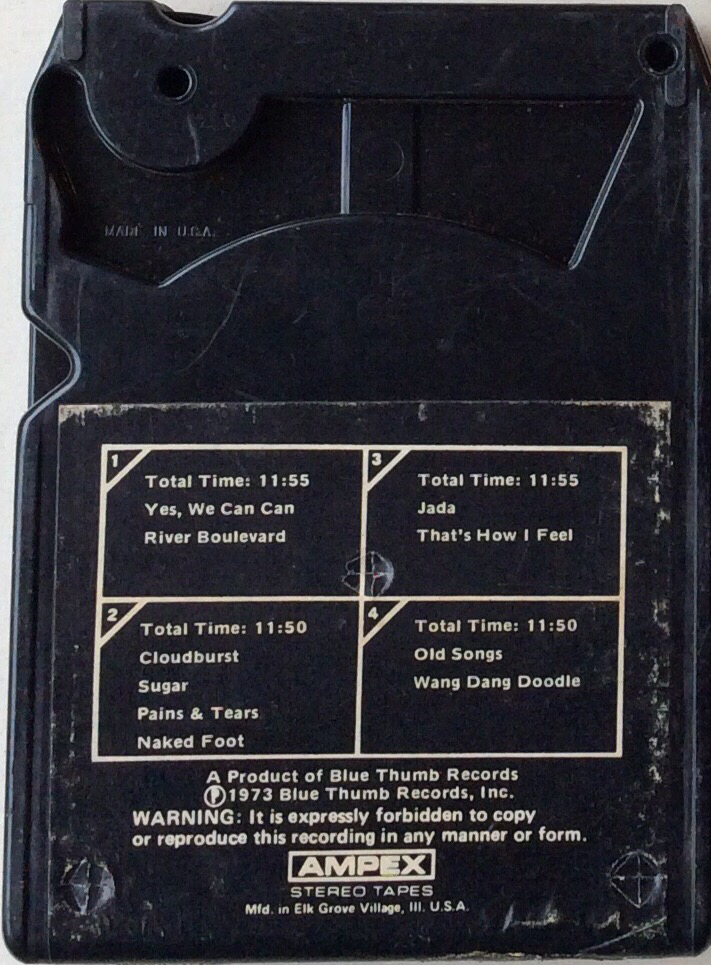 MADE IN U.S.A.
1
Total Time: 11:55
Yes, We Can Can
River Boulevard
3
Total Time: 11:55
Jada
That's How I Feel
2
Total Time: 11:50
Cloudburst
Sugar
Pains & Tears
Naked Foot
4
Total Time: 11:50
Old Songs
Wang Dang Doodle
A Product of Blue Thumb Records
Ⓟ1973 Blue Thumb Records, Inc.
WARNING: It is expressly forbidden to copy
or reproduce this recording in any manner or form.
AMPEX
STEREO TAPES
Mfd. in Elk Grove Village, Ill. U.S.A.